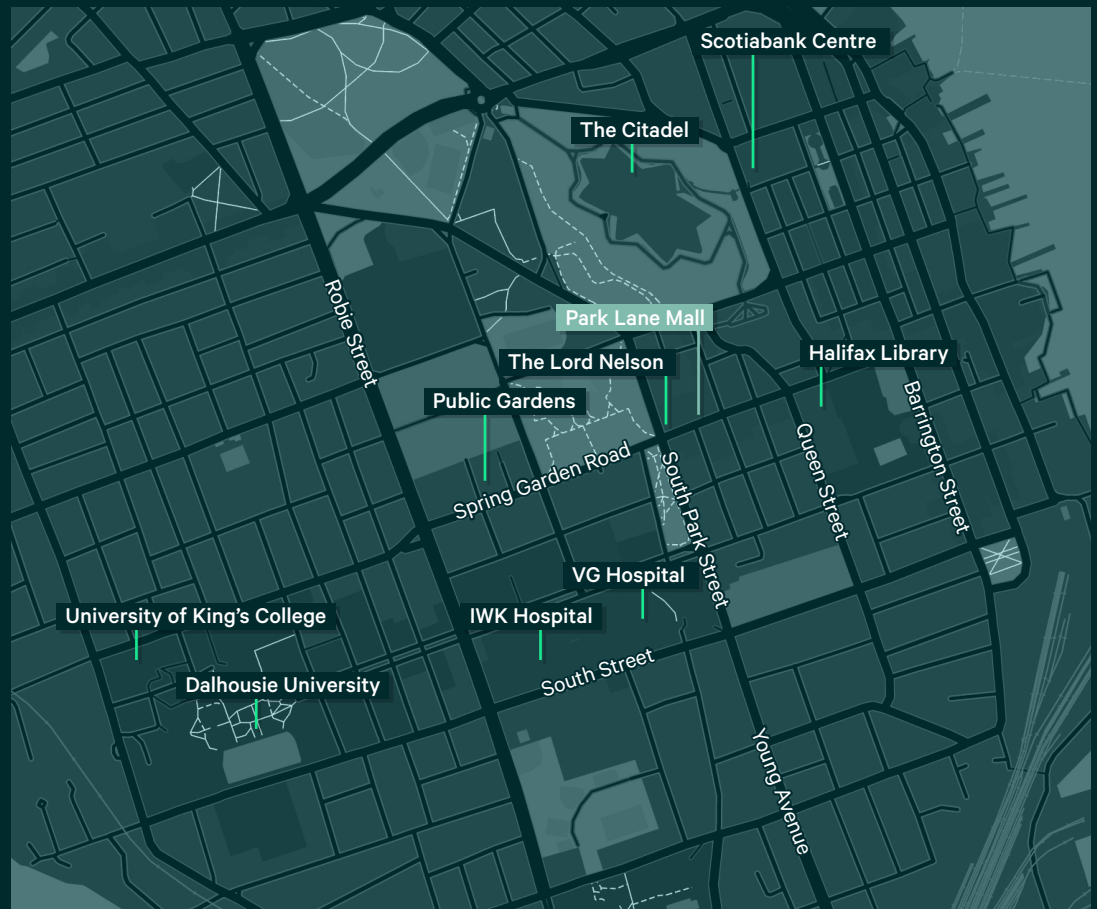 Scotiabank Centre
The Citadel
Robie Street
Park Lane Mall
The Lord Nelson
Halifax Library
Public Gardens
Barrington Street
Queen Street
Spring Garden Road
South Park Street
VG Hospital
University of King’s College
IWK Hospital
South Street
Dalhousie University
Young Avenue